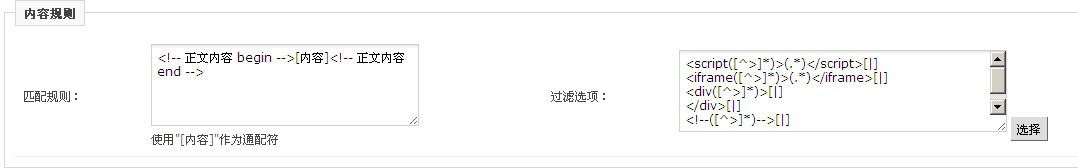 内容规则
匹配规则：
<!-- 正文内容 begin -->[内容]<!-- 正文内容
end -->
使用"[内容]"作为通配符
过滤选项：
<script([^>]*)>(.*)</script>[|]
<iframe([^>]*)>(.*)</iframe>[|]
<div([^>]*)>[|]
</div>[|]
<!--([^>]*)-->[|]
选择